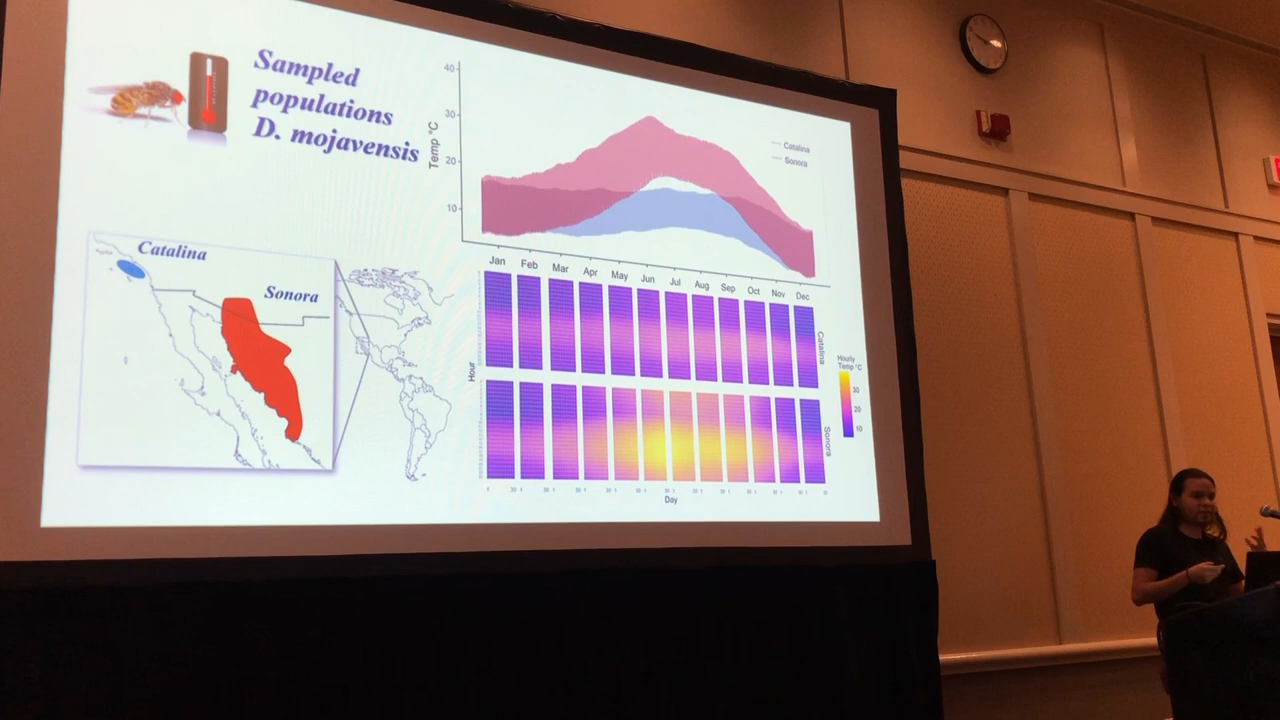 Sampled
populations
D. mojavensis
Catalina
Sonora
Temp °C
40
30
20
10
Catalina
Sonora
Jan Feb Mar Apr May Jun Jul Aug Sep Oct Nov Dec
Hour
Catalina
Sonora
Day
Hourly
Temp °C
30
20
10